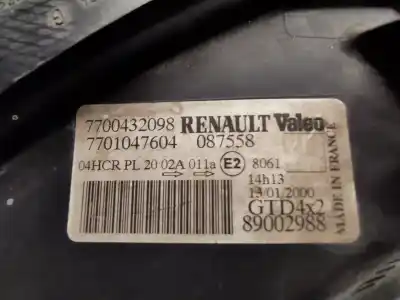 7700432098 RENAULT Valeo
7701047604 087558
04HCR PL 20 02A 011a E2 8061
14h13
13/01/2000
GTD4x2
89002988
MADE IN FRANCE